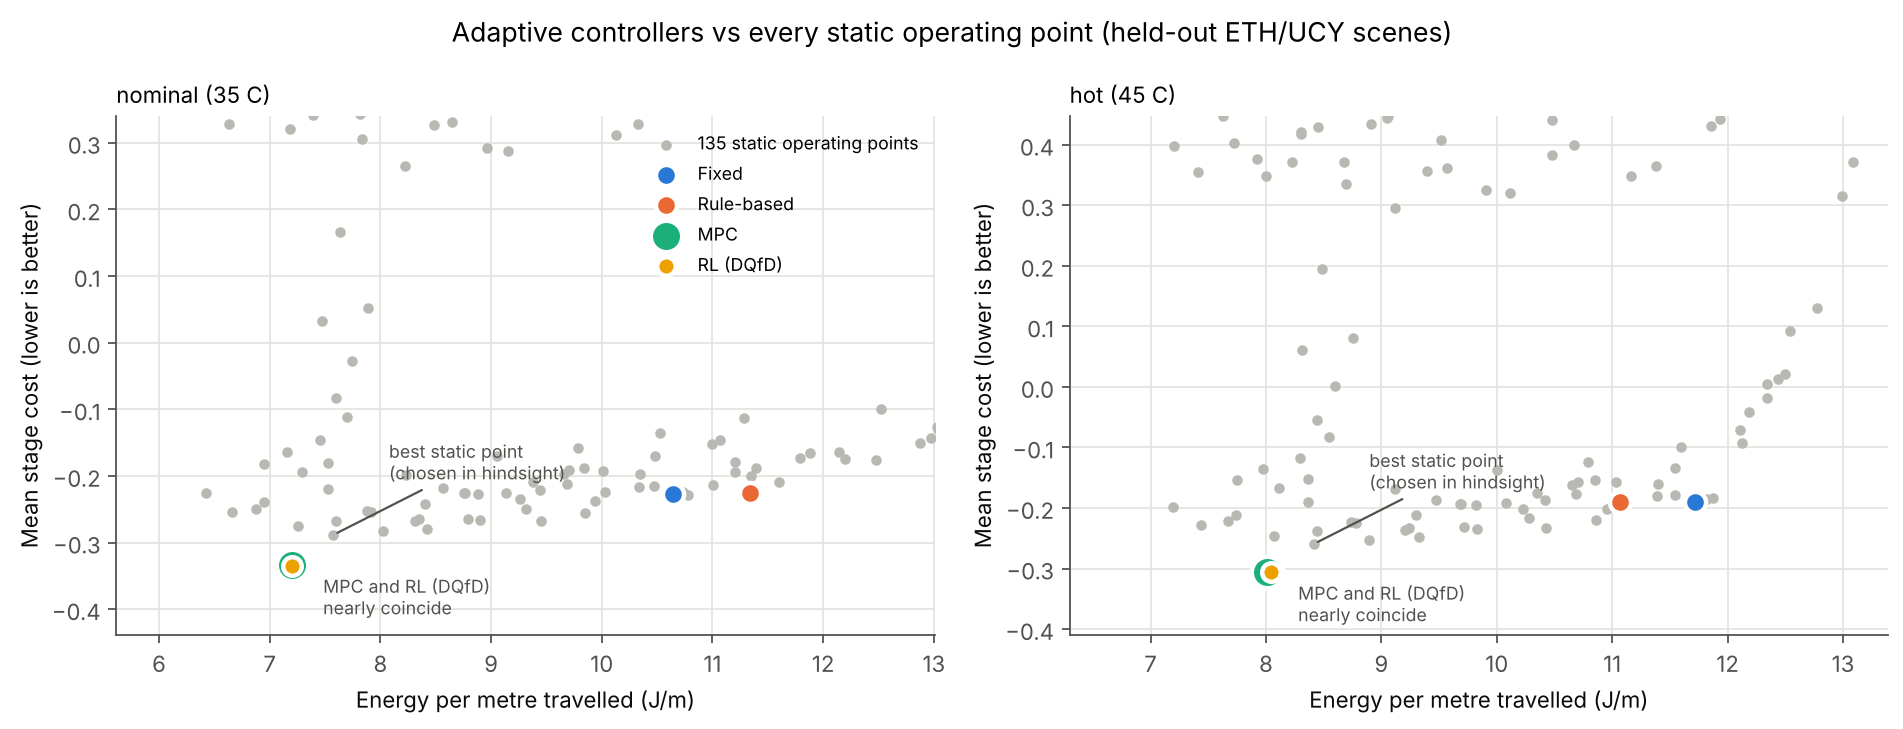 Adaptive controllers vs every static operating point (held-out ETH/UCY scenes)
nominal (35 C)
Mean stage cost (lower is better)
0.3
0.2
0.1
0.0
−0.1
−0.2
−0.3
−0.4
135 static operating points
Fixed
Rule-based
MPC
RL (DQfD)
best static point
(chosen in hindsight)
MPC and RL (DQfD)
nearly coincide
6 7 8 9 10 11 12 13
Energy per metre travelled (J/m)
hot (45 C)
Mean stage cost (lower is better)
0.4
0.3
0.2
0.1
0.0
−0.1
−0.2
−0.3
−0.4
best static point
(chosen in hindsight)
MPC and RL (DQfD)
nearly coincide
7 8 9 10 11 12 13
Energy per metre travelled (J/m)